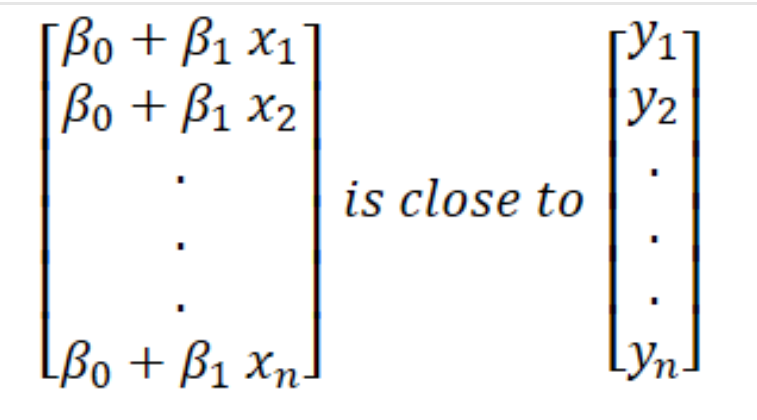 β₀ + β₁ x₁ y₁
β₀ + β₁ x₂ y₂
. .
is close to
. .
. .
β₀ + β₁ xₙ yₙ